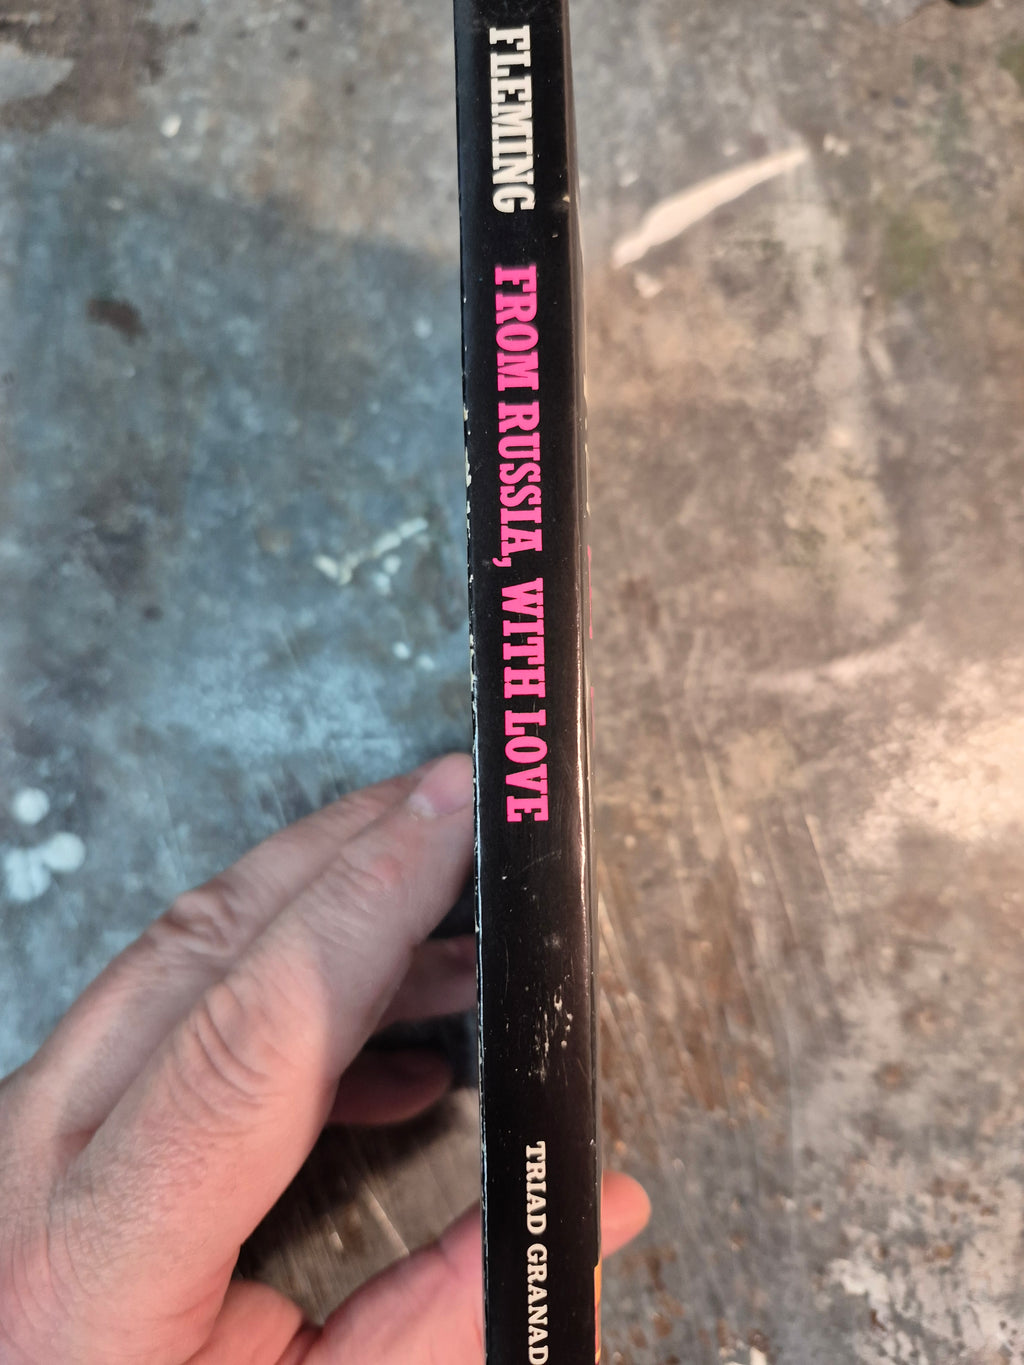 FLEMING FROM RUSSIA, WITH LOVE TRIAD GRANAD